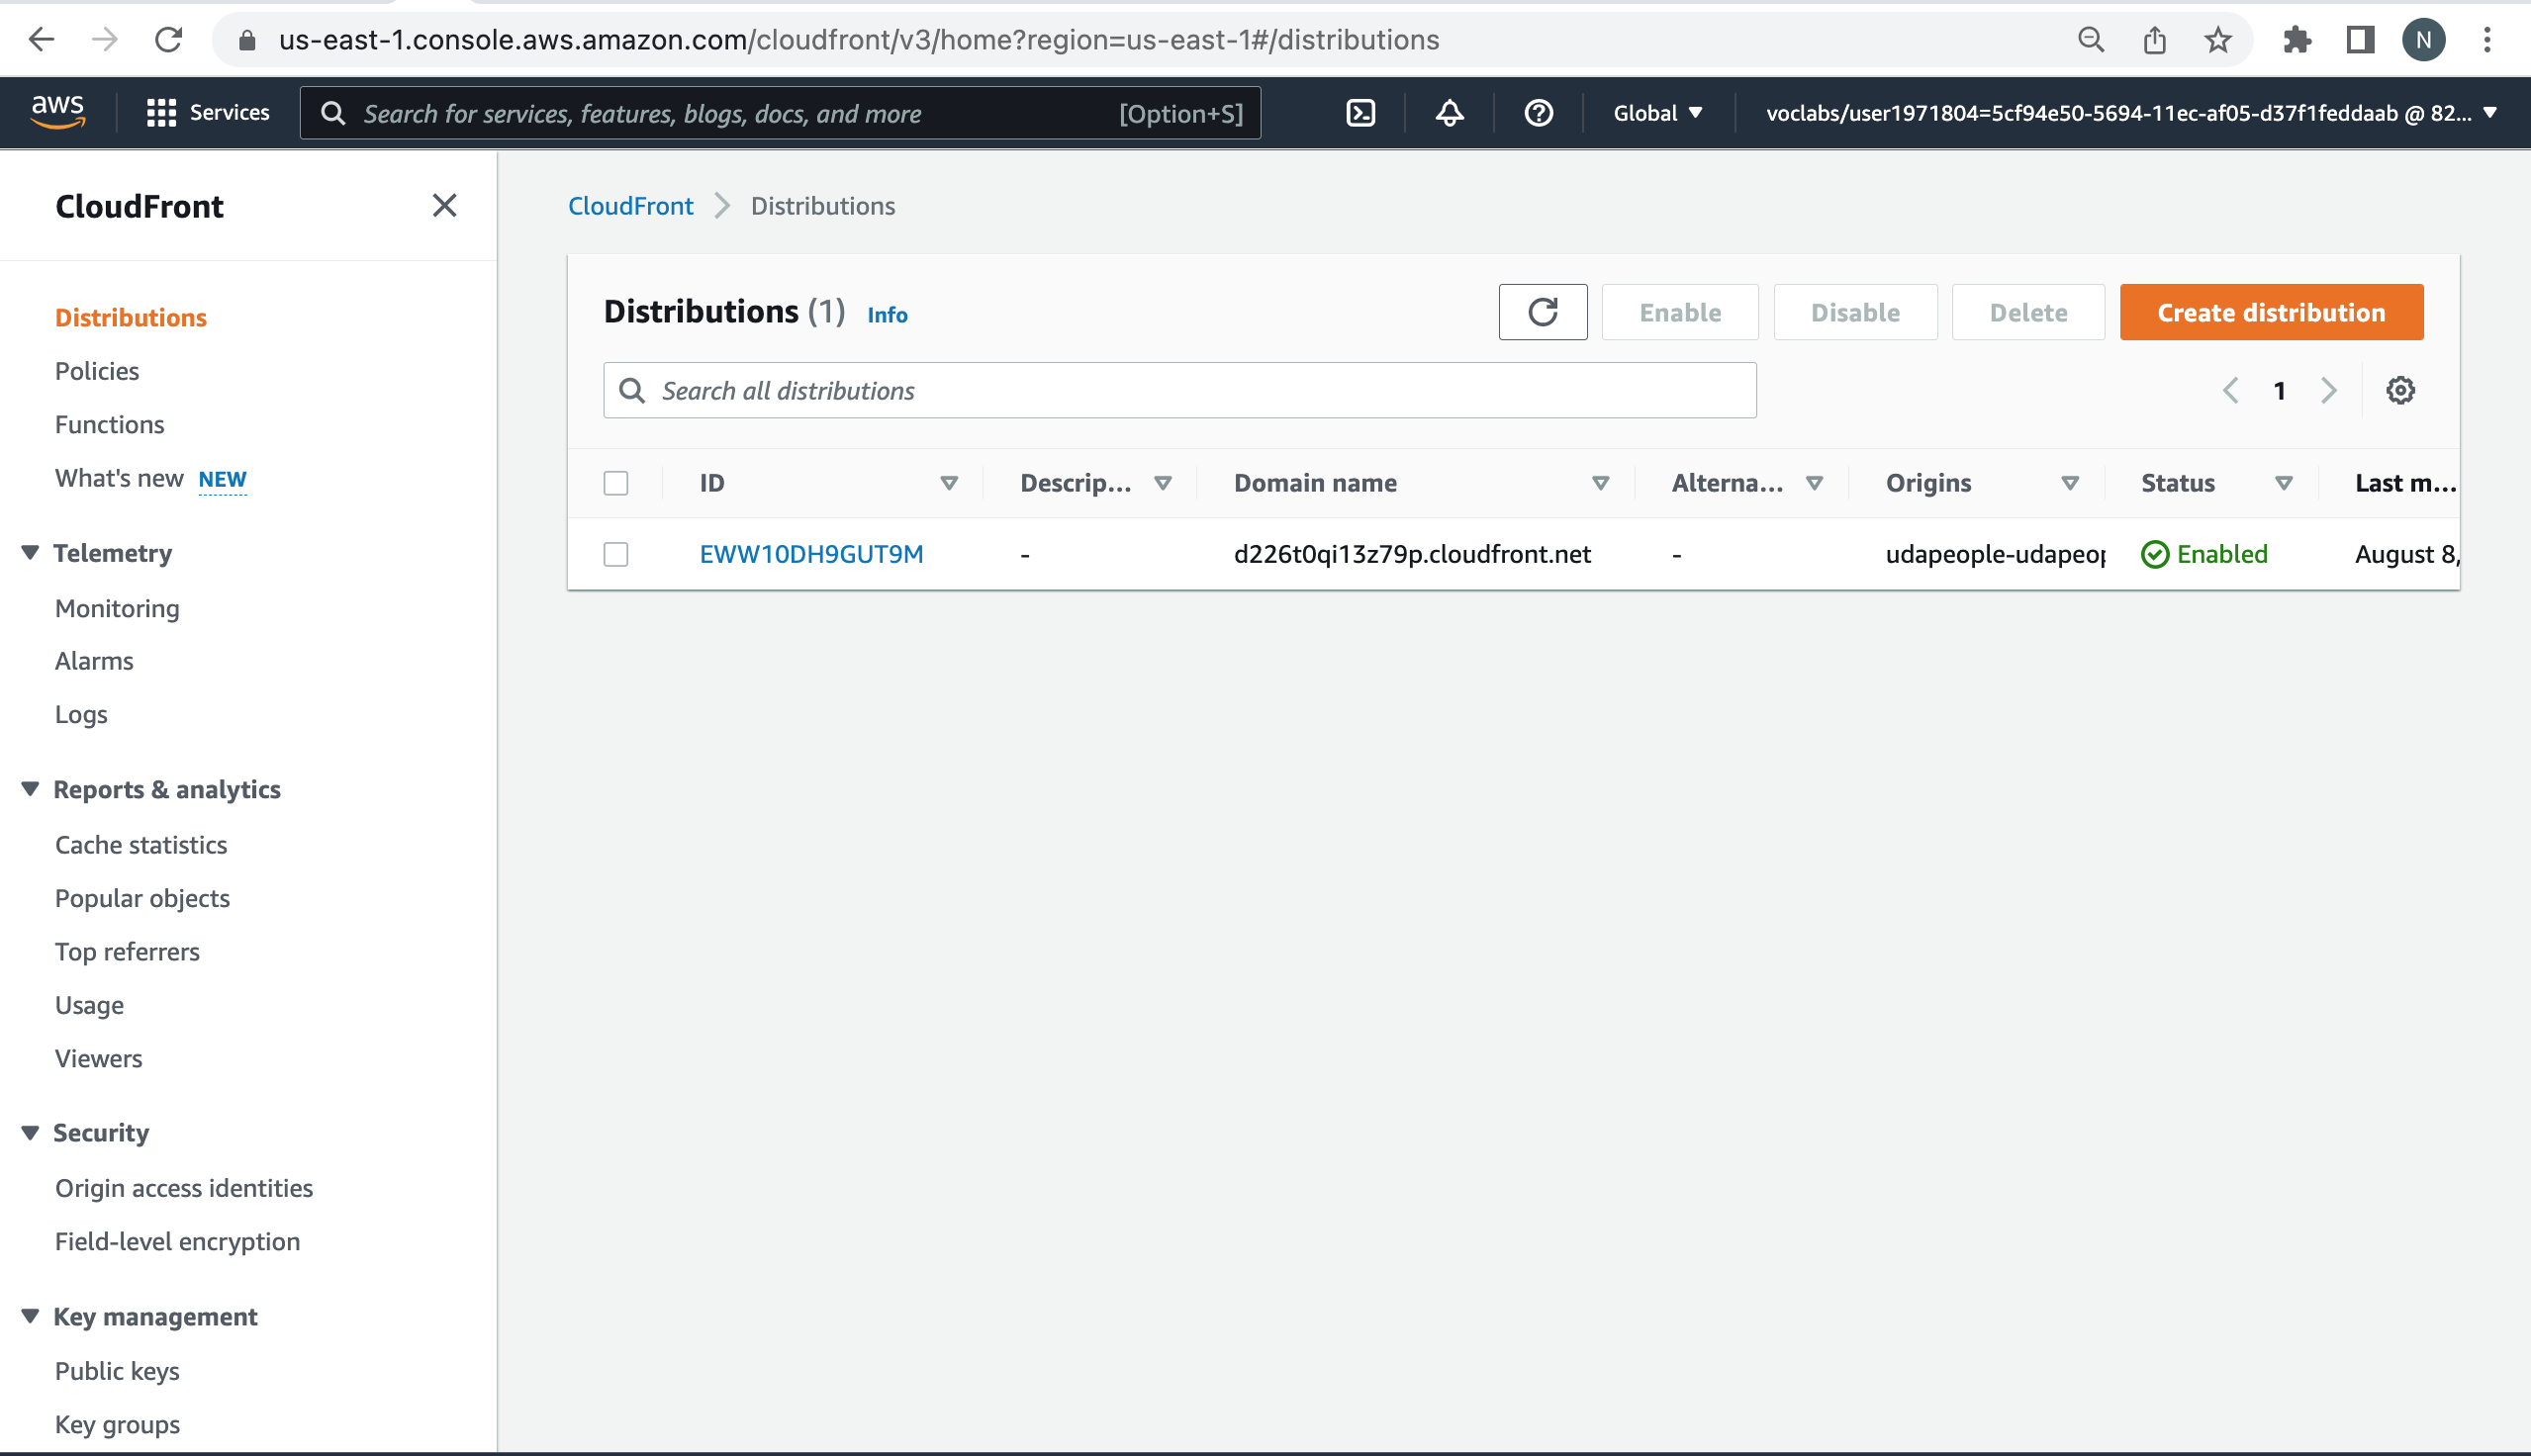 us-east-1.console.aws.amazon.com/cloudfront/v3/home?region=us-east-1#/distributions
N
aws
Services
Search for services, features, blogs, docs, and more
[Option+S]
Global
voclabs/user1971804=5cf94e50-5694-11ec-af05-d37f1feddaab @ 82...
CloudFront
Distributions
Policies
Functions
What's new NEW
Telemetry
Monitoring
Alarms
Logs
Reports & analytics
Cache statistics
Popular objects
Top referrers
Usage
Viewers
Security
Origin access identities
Field-level encryption
Key management
Public keys
Key groups
CloudFront > Distributions
Distributions (1) Info
Enable
Disable
Delete
Create distribution
Search all distributions
1
ID Descrip... Domain name Alterna... Origins Status Last m...
EWW10DH9GUT9M - d226t0qi13z79p.cloudfront.net - udapeople-udapeop Enabled August 8,